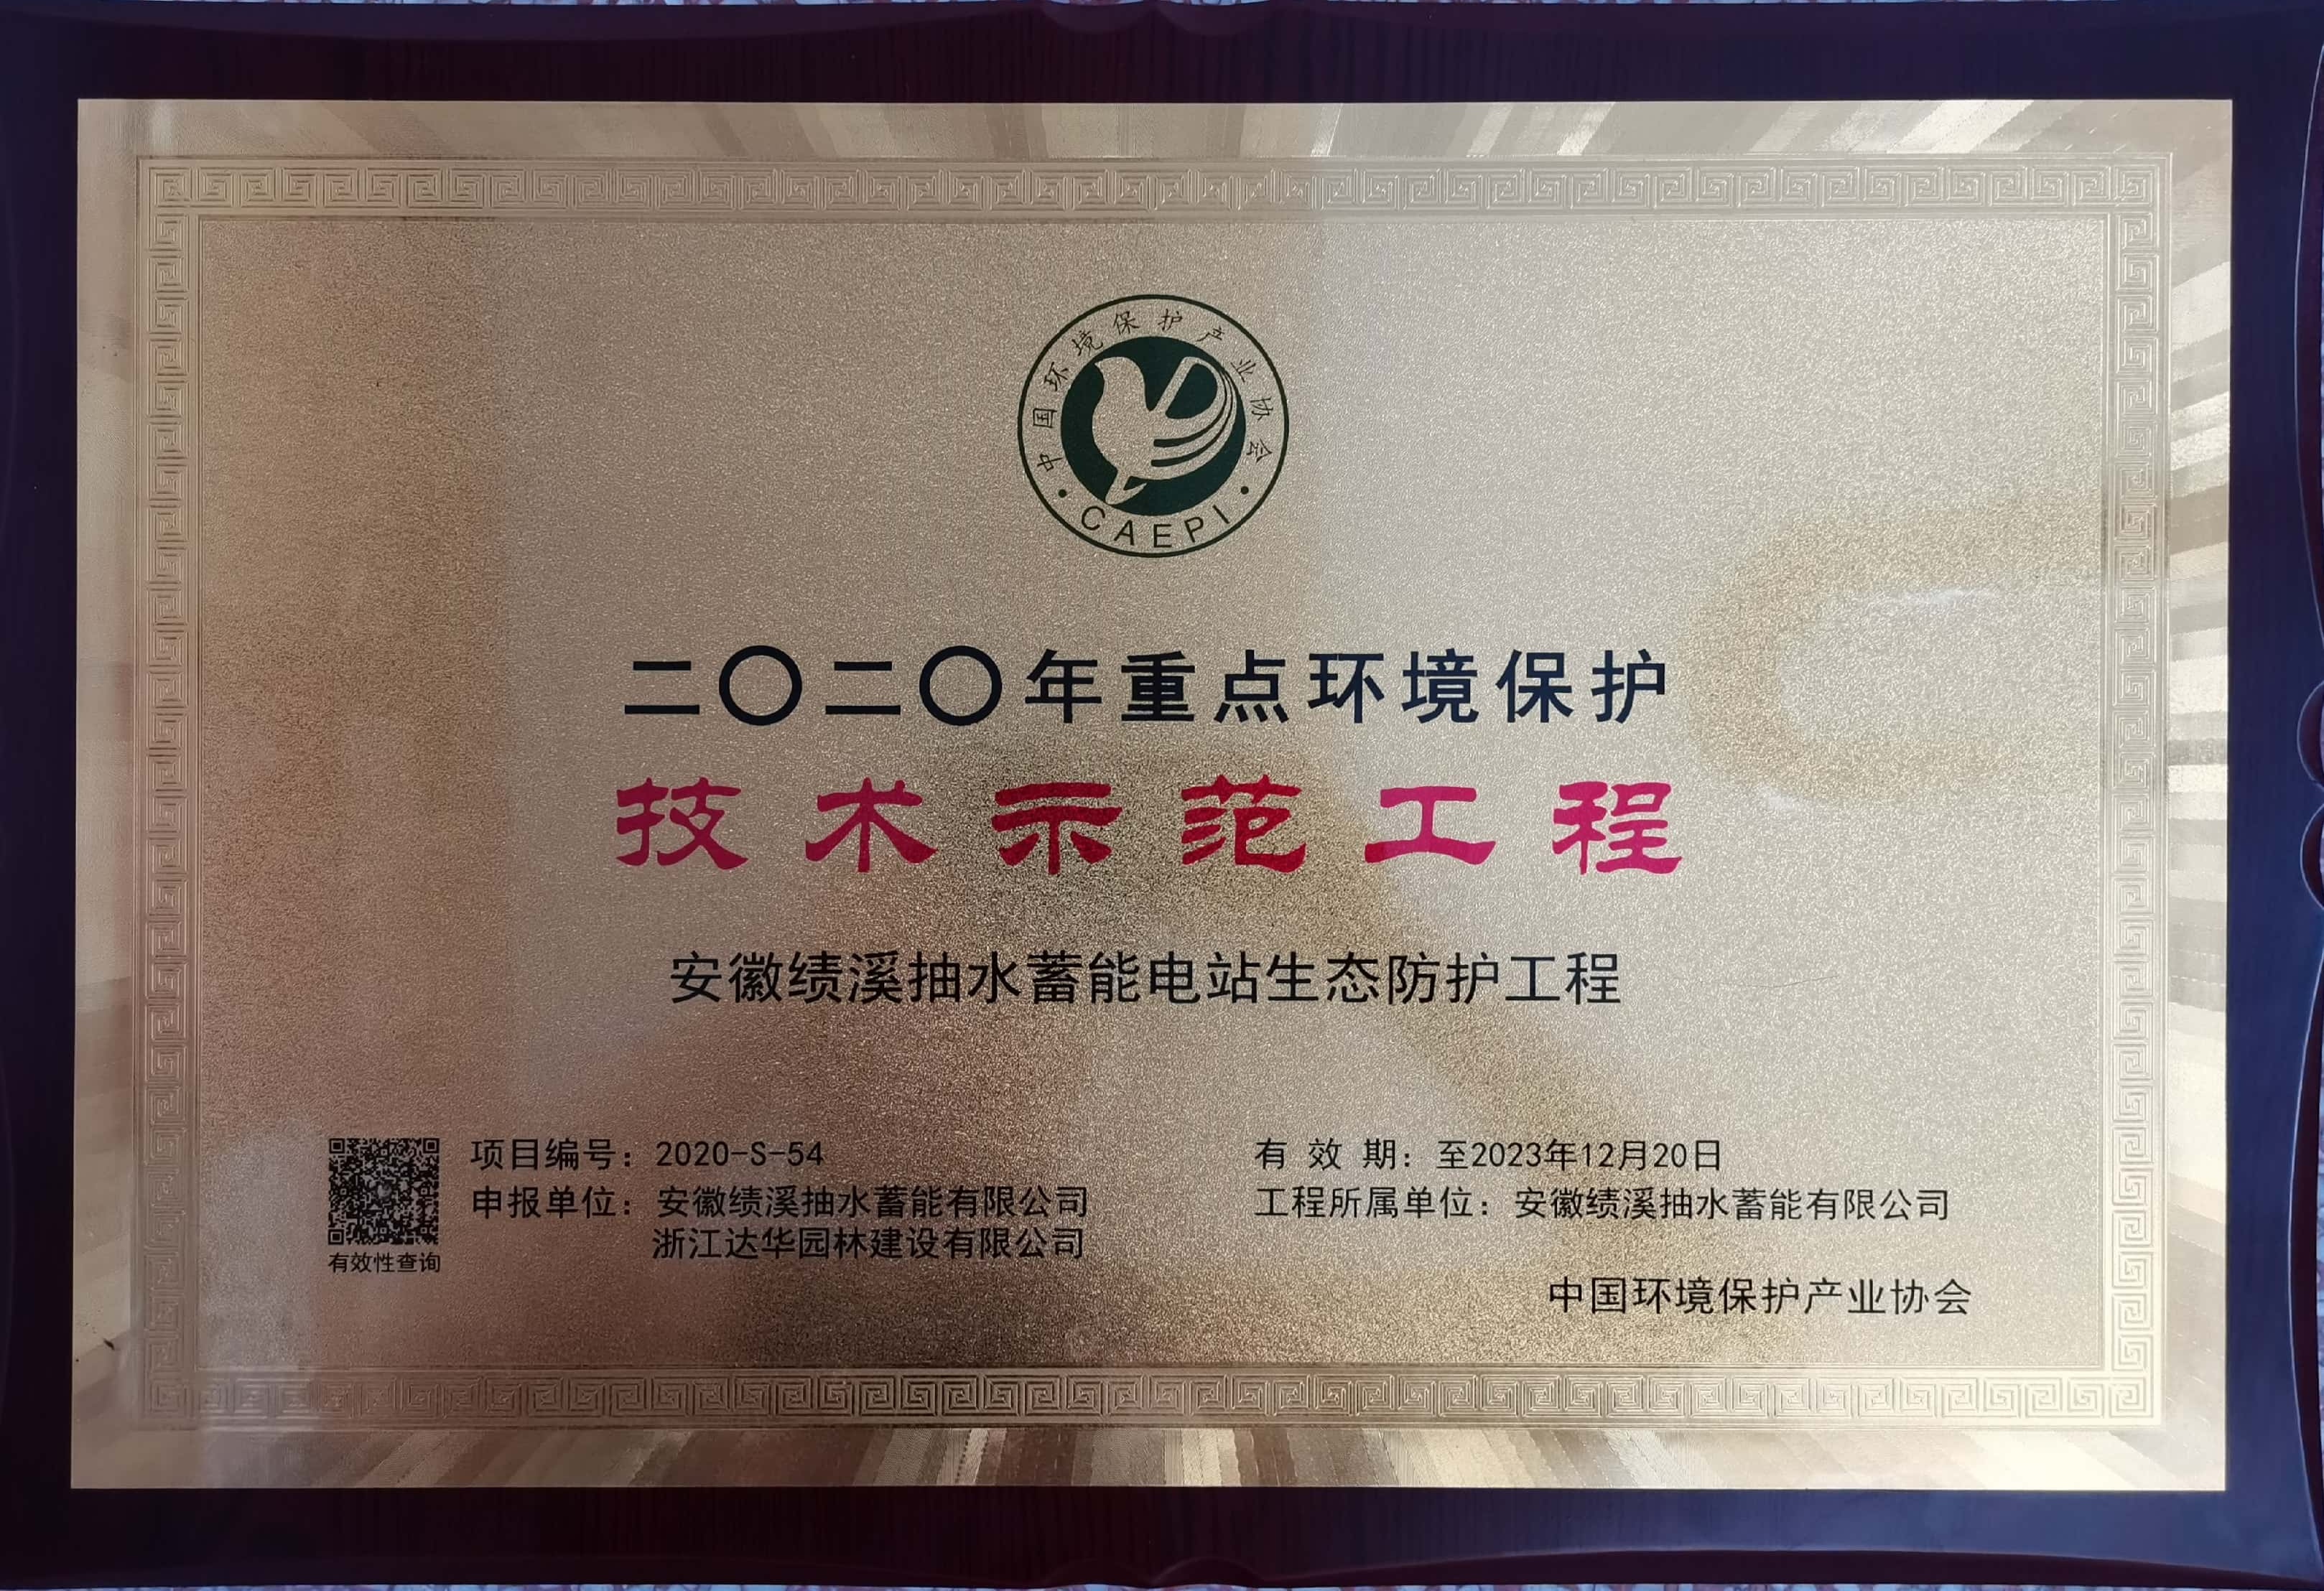 中国环境保护产业协会
CAEPI
二〇二〇年重点环境保护
技术示范工程
安徽绩溪抽水蓄能电站生态防护工程
项目编号：2020-S-54
申报单位：安徽绩溪抽水蓄能有限公司
浙江达华园林建设有限公司
有效性查询
有 效 期：至2023年12月20日
工程所属单位：安徽绩溪抽水蓄能有限公司
中国环境保护产业协会